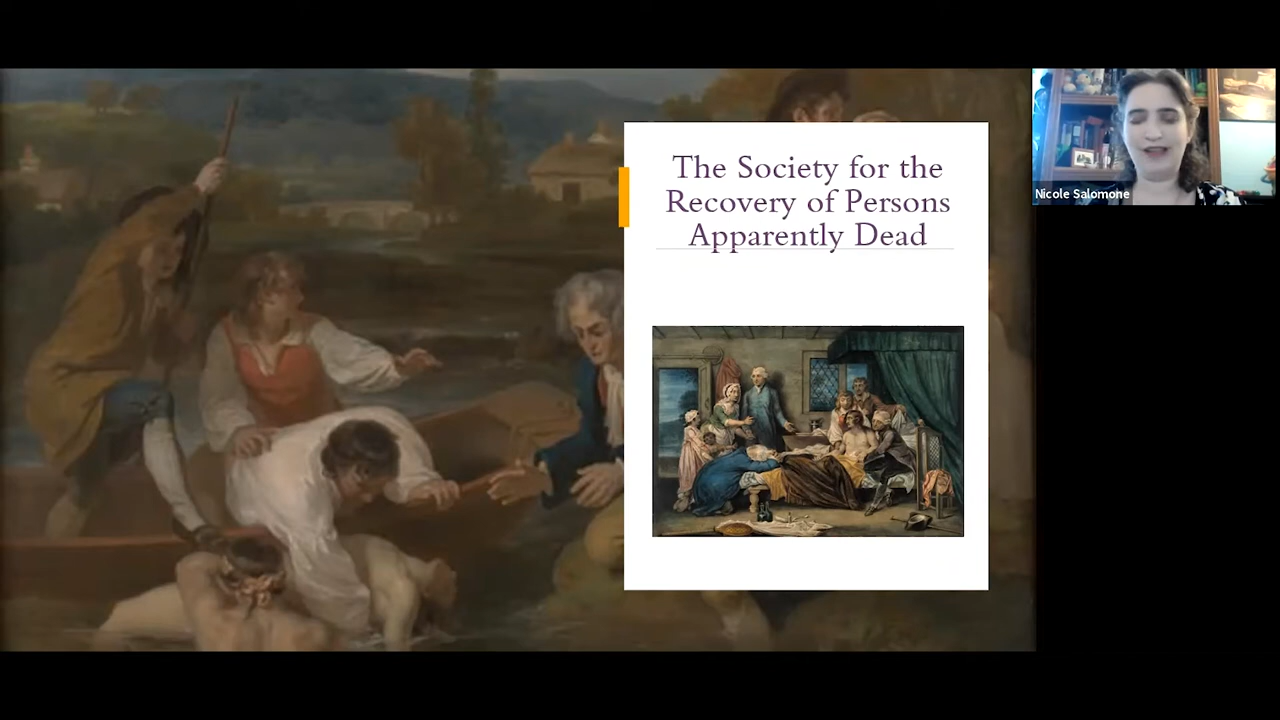 The Society for the
Recovery of Persons
Apparently Dead
Nicole Salomone